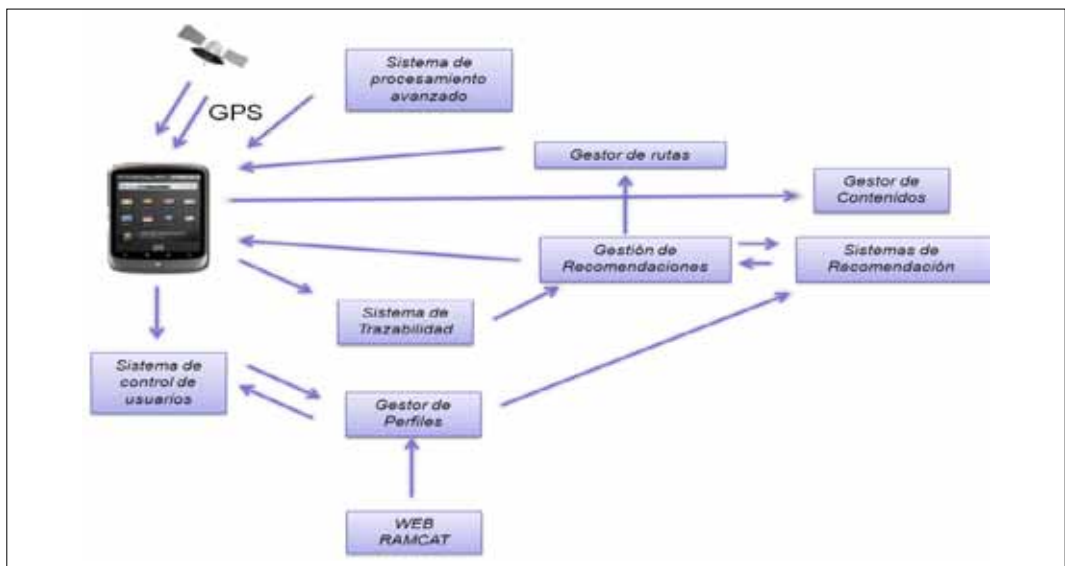 Sistema de
procesamiento
avanzado
GPS
Gestor de rutas
Gestor de
Contenidos
Gestión de
Recomendaciones
Sistemas de
Recomendación
Sistema de
Trazabilidad
Sistema de
control de
usuarios
Gestor de
Perfiles
WEB
RAMCAT